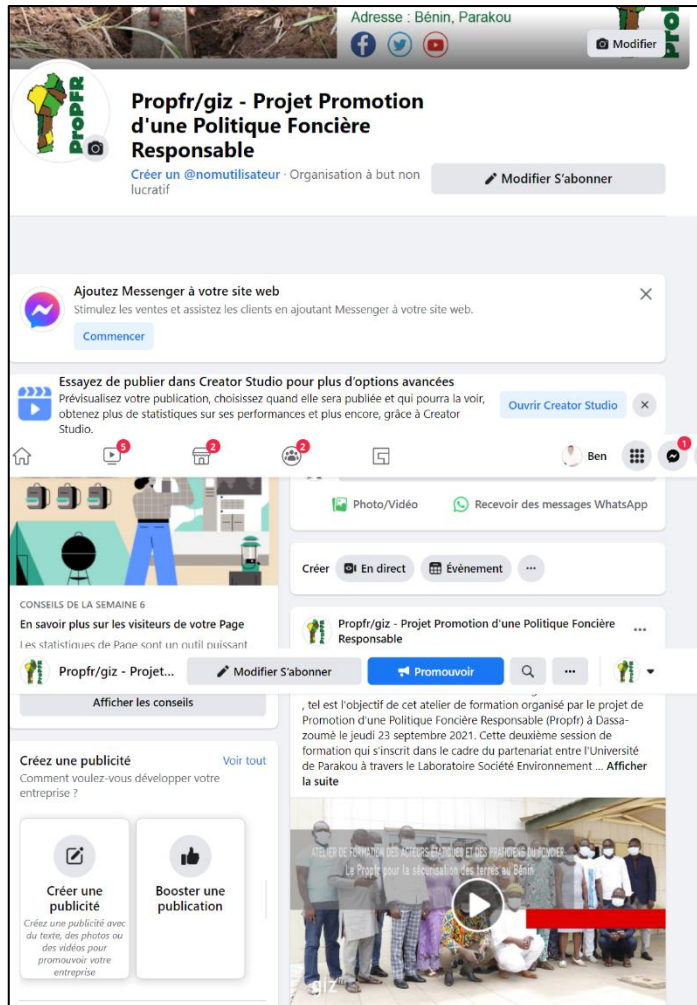 Adresse : Bénin, Parakou
Modifier
ProPFR
Propfr/giz - Projet Promotion
d'une Politique Foncière
Responsable
Créer un @nomutilisateur · Organisation à but non
lucratif
Modifier S'abonner
Ajoutez Messenger à votre site web
Stimulez les ventes et assistez les clients en ajoutant Messenger à votre site web.
Commencer
Essayez de publier dans Creator Studio pour plus d'options avancées
Prévisualisez votre publication, choisissez quand elle sera publiée et qui pourra la voir,
obtenez plus de statistiques sur ses performances et plus encore, grâce à Creator
Studio.
Ouvrir Creator Studio
5
2
2
Ben
1
Photo/Vidéo
Recevoir des messages WhatsApp
Créer
En direct
Évènement
CONSEILS DE LA SEMAINE 6
En savoir plus sur les visiteurs de votre Page
Les statistiques de Page sont un outil puissant
Propfr/giz - Projet Promotion d'une Politique Foncière
Responsable
Propfr/giz - Projet...
Modifier S'abonner
Promouvoir
Afficher les conseils
, tel est l'objectif de cet atelier de formation organisé par le projet de
Promotion d'une Politique Foncière Responsable (Propfr) à Dassa-
zoumè le jeudi 23 septembre 2021. Cette deuxième session de
formation qui s'inscrit dans le cadre du partenariat entre l'Université
de Parakou à travers le Laboratoire Société Environnement ... Afficher
la suite
Créez une publicité
Voir tout
Comment voulez-vous développer votre
entreprise ?
Créer une
publicité
Créez une publicité avec
du texte, des photos ou
des vidéos pour
promouvoir votre
entreprise
Booster une
publication
ATELIER DE FORMATION DES ACTEURS ÉTATIQUES ET DES PRATICIENS DU FONCIER
Le Propfr pour la sécurisation des terres au Bénin
giz